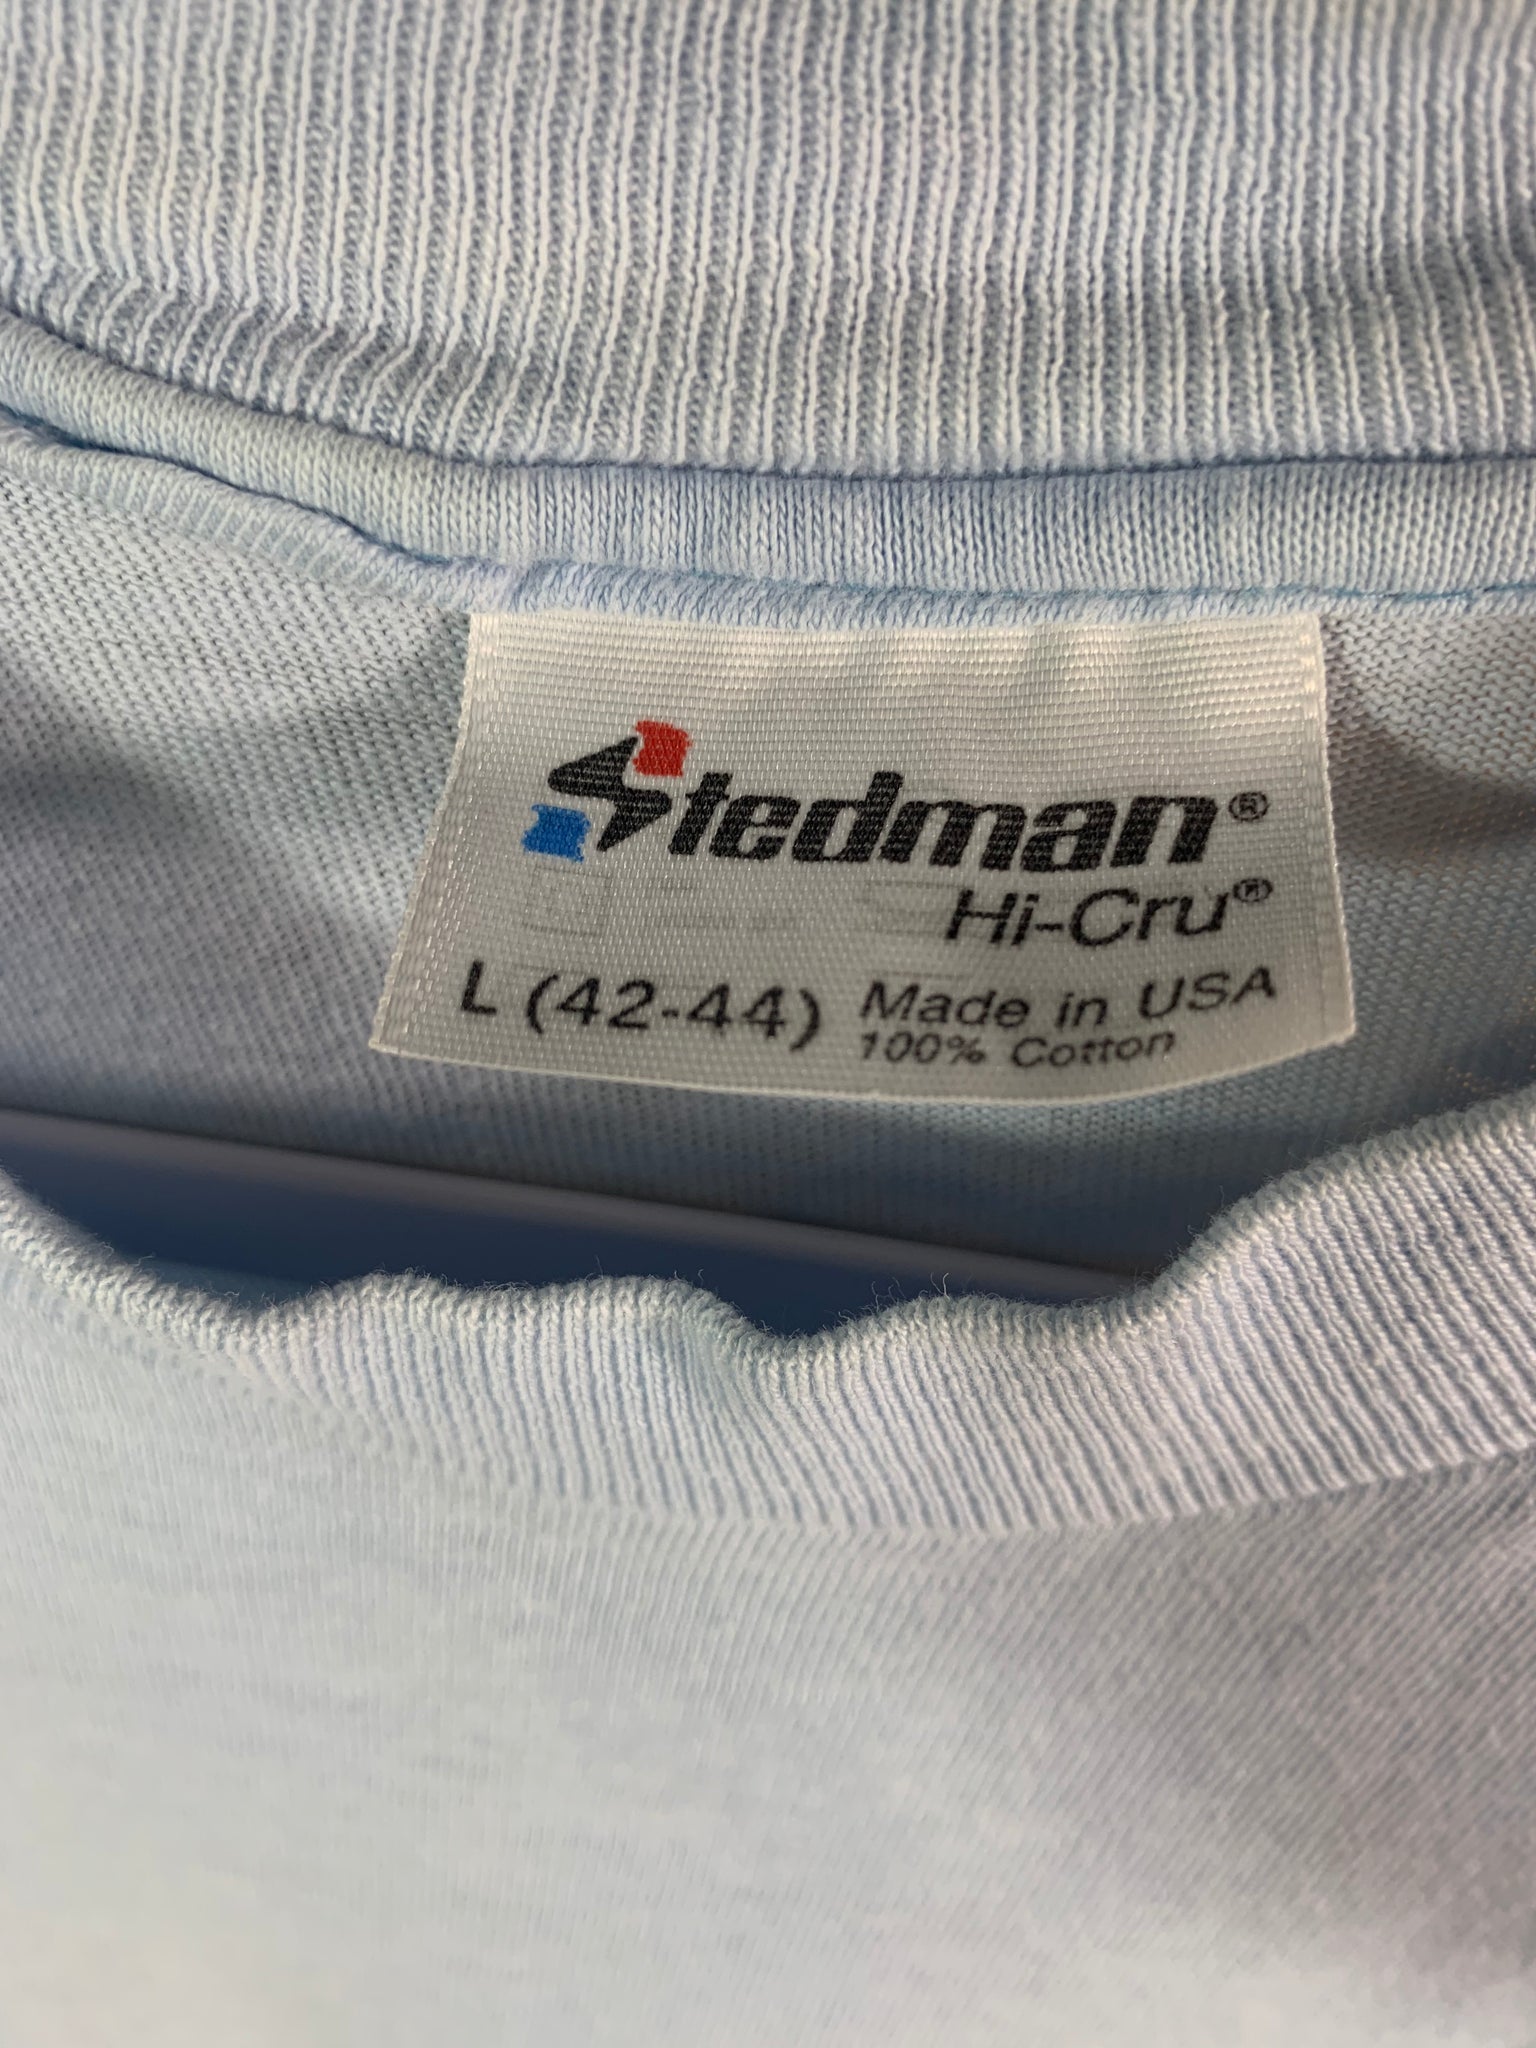 Stedman®
Hi-Cru®
L (42-44) Made in USA
100% Cotton